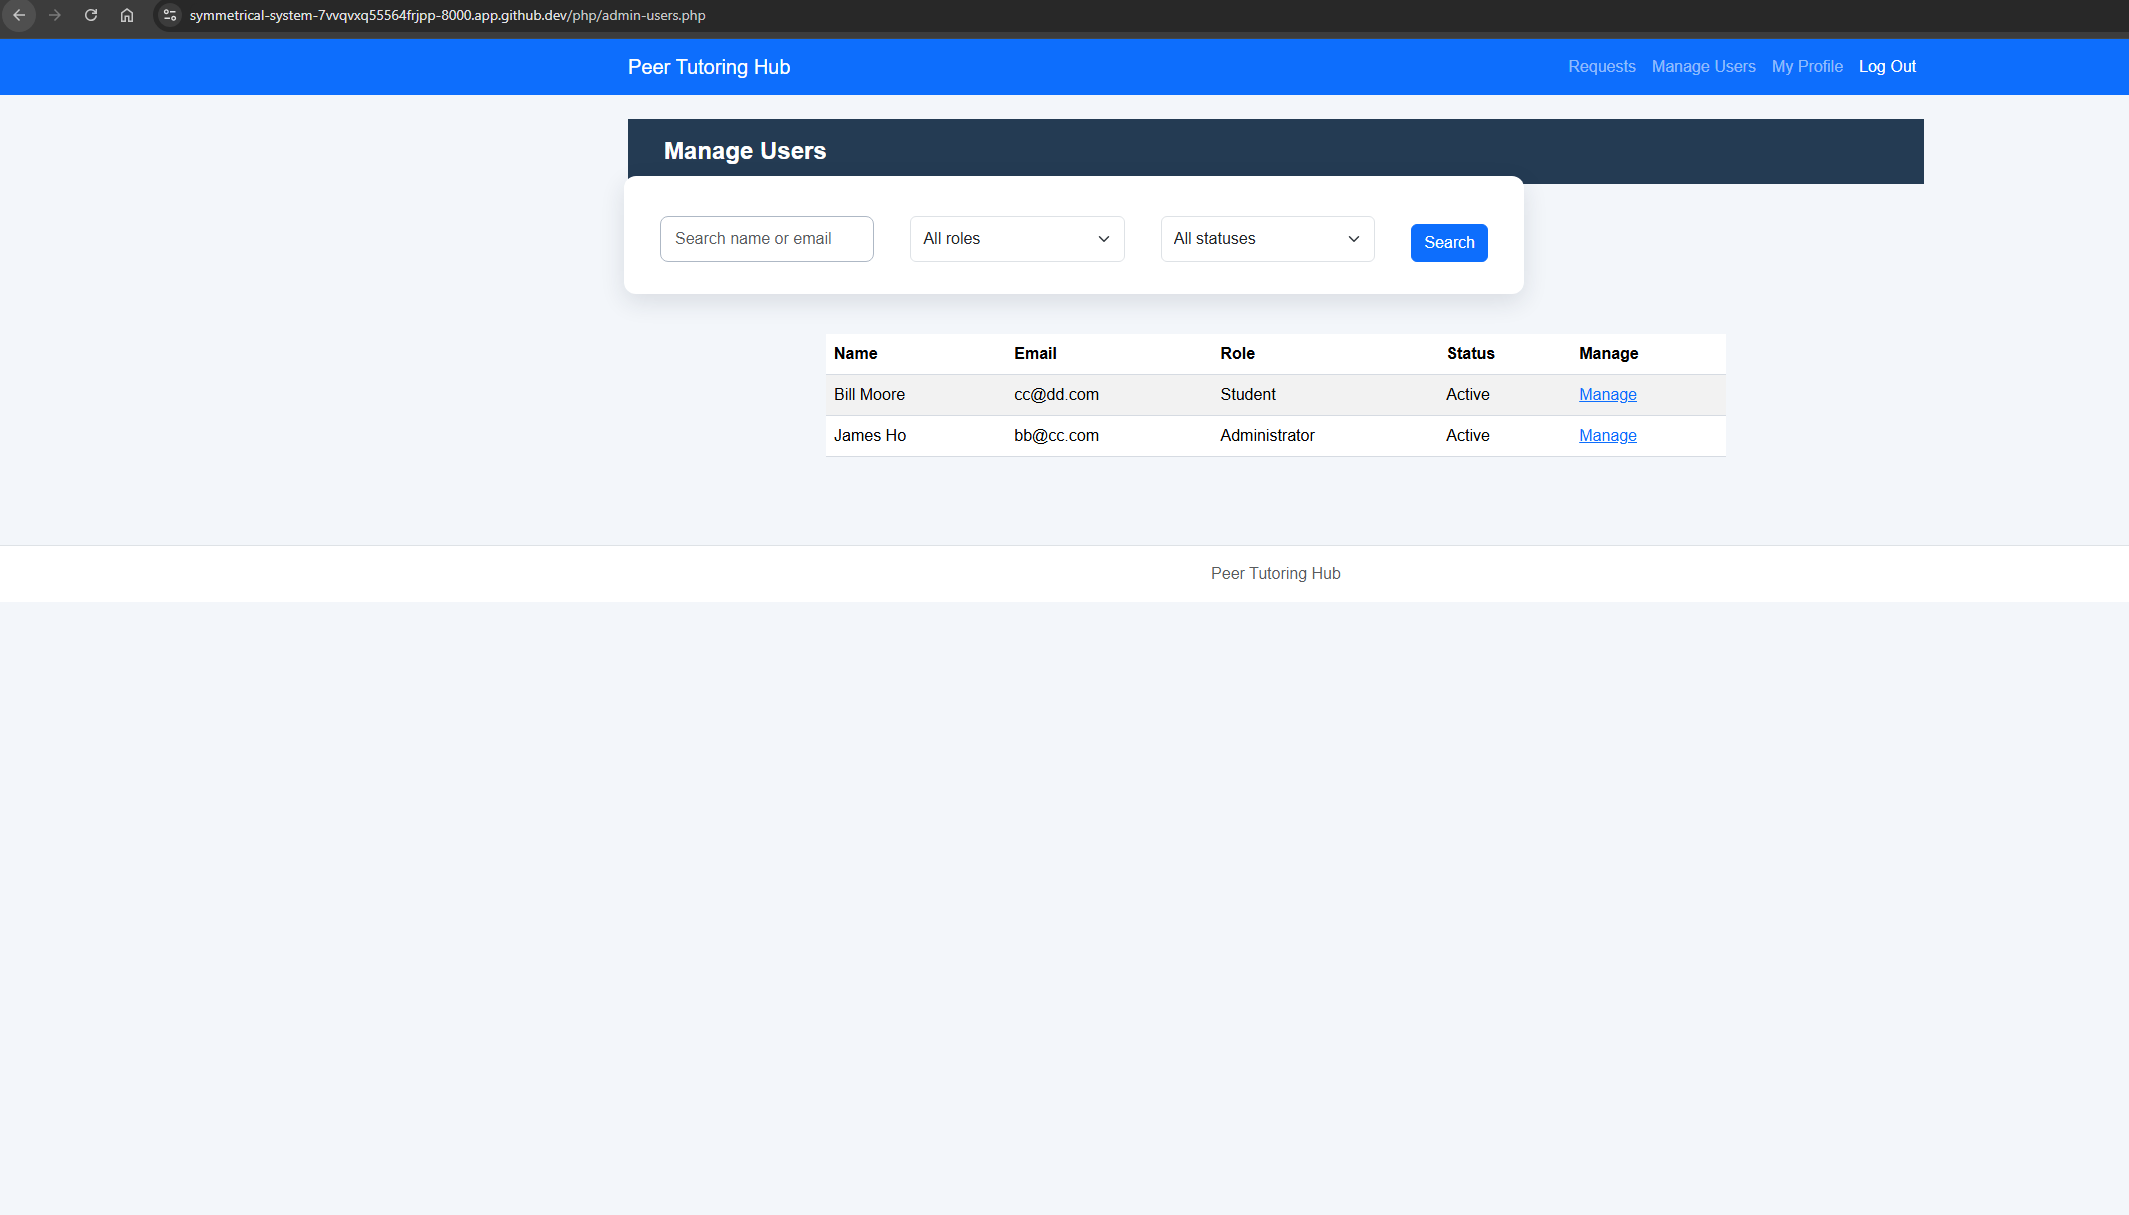 symmetrical-system-7vvqvxq55564frjpp-8000.app.github.dev/php/admin-users.php
Peer Tutoring Hub Requests Manage Users My Profile Log Out
Manage Users
Search name or email All roles All statuses Search
Name Email Role Status Manage
Bill Moore cc@dd.com Student Active Manage
James Ho bb@cc.com Administrator Active Manage
Peer Tutoring Hub